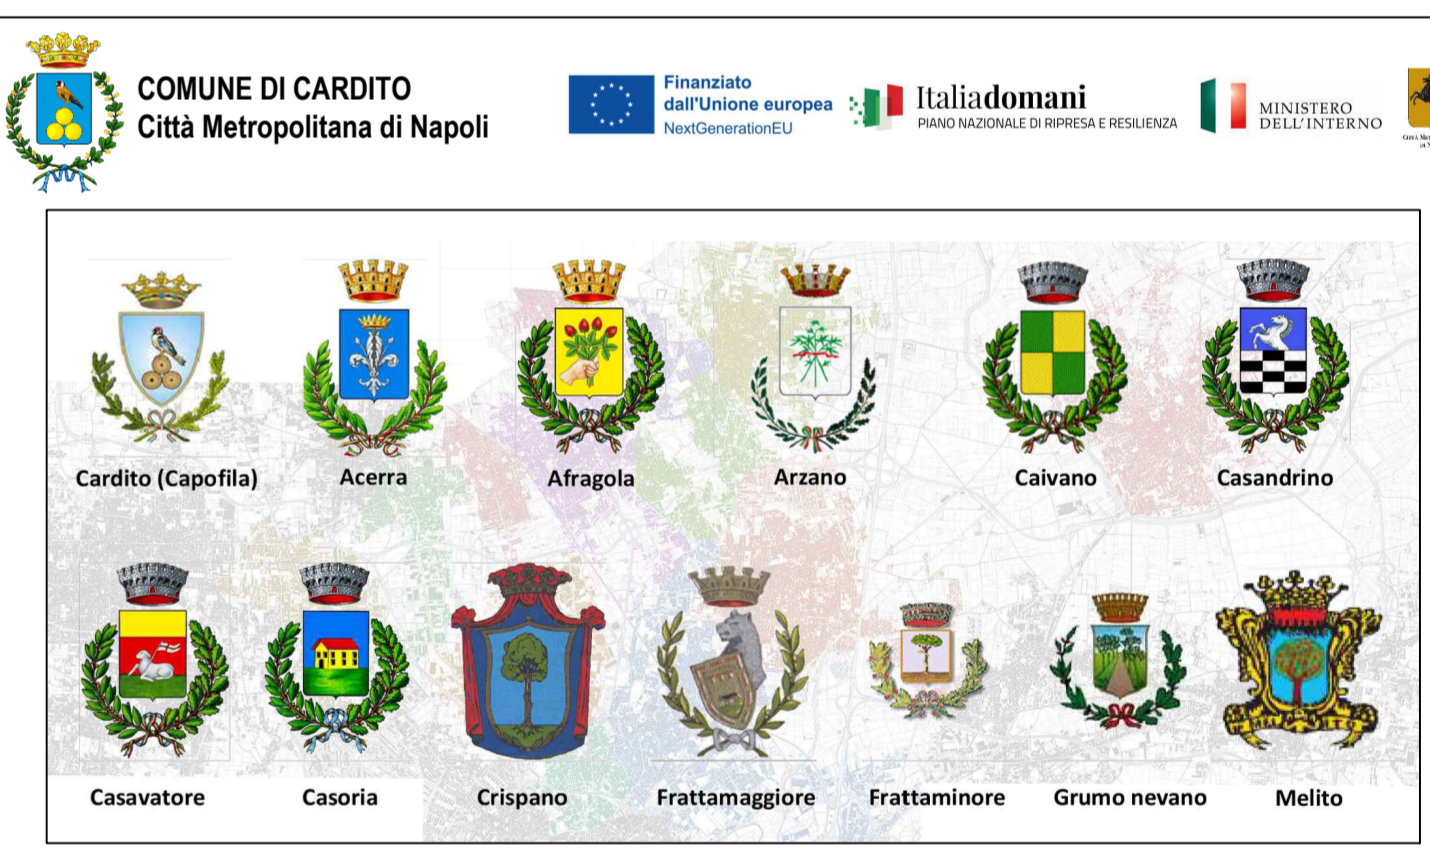 COMUNE DI CARDITO
Città Metropolitana di Napoli
Finanziato
dall'Unione europea
NextGenerationEU
Italiadomani
PIANO NAZIONALE DI RIPRESA E RESILIENZA
MINISTERO
DELL'INTERNO
Cardito (Capofila)
Acerra
Afragola
Arzano
Caivano
Casandrino
Casavatore
Casoria
Crispano
Frattamaggiore
Frattaminore
Grumo nevano
Melito